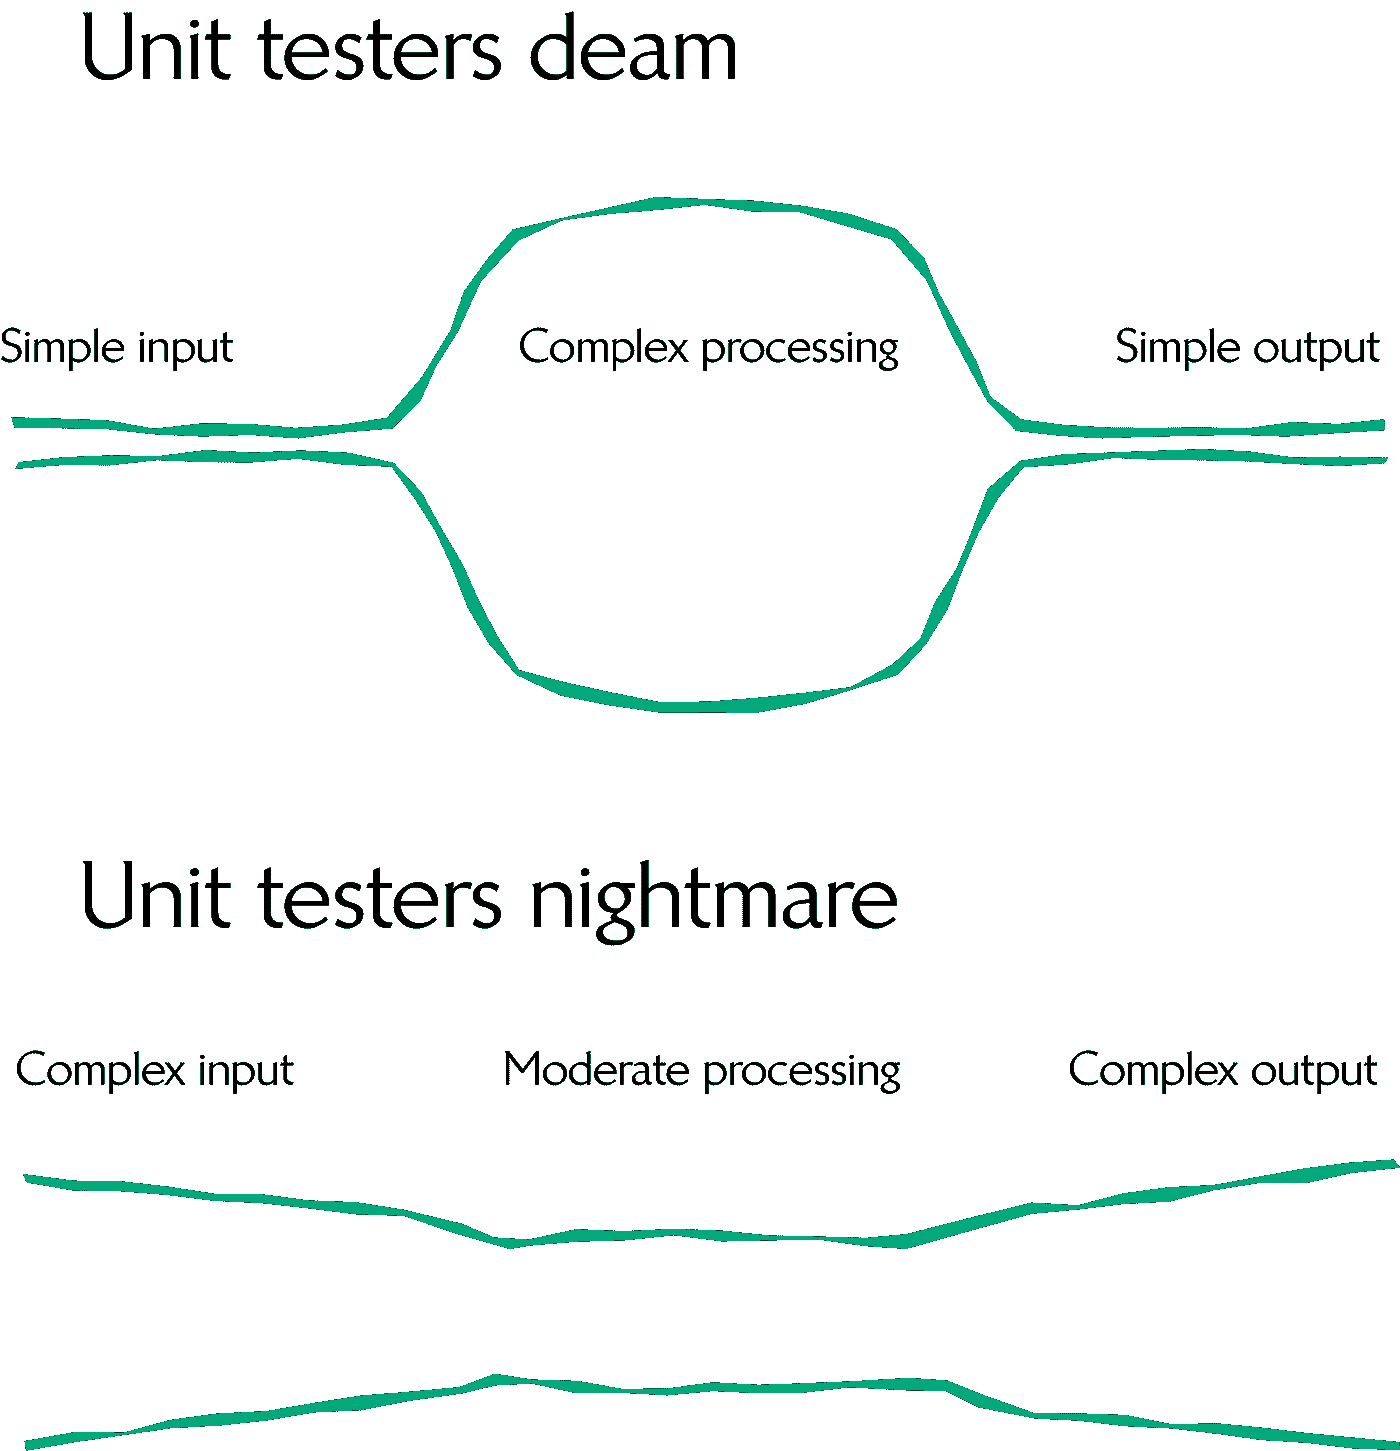 Unit testers deam
Simple input
Complex processing
Simple output
Unit testers nightmare
Complex input
Moderate processing
Complex output